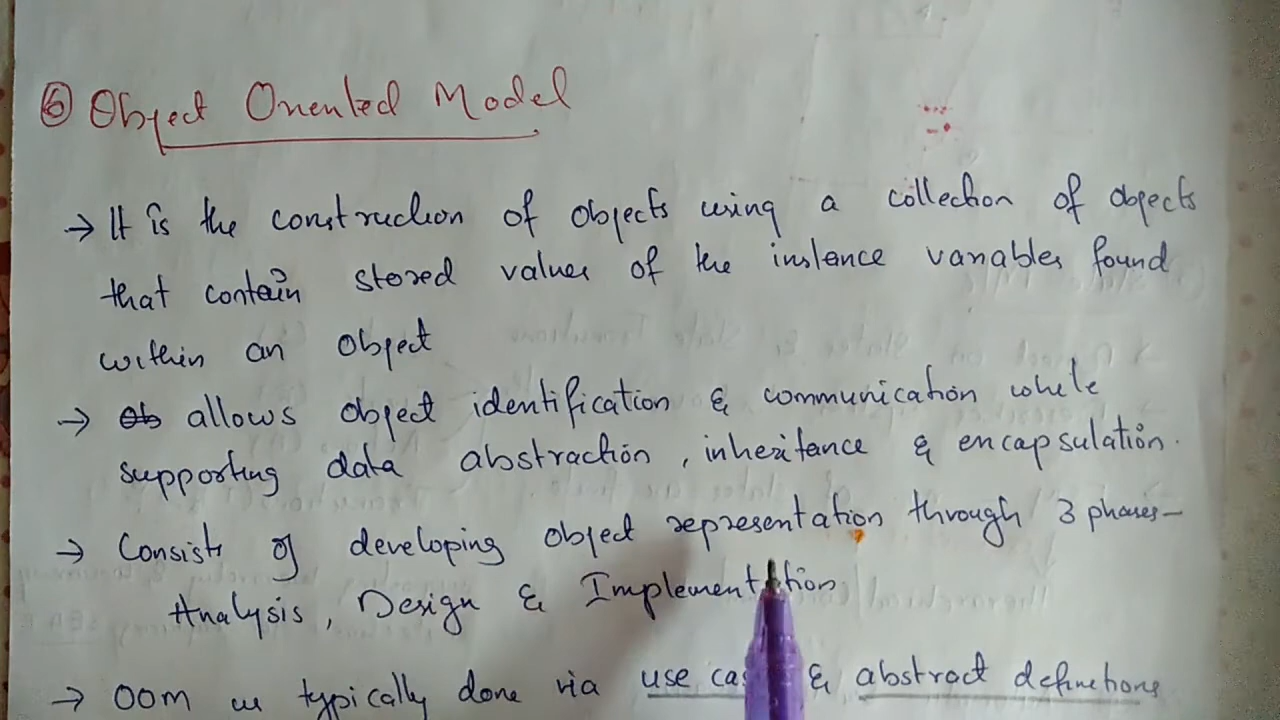 ⑥ Object Oriented Model
→ It is the construction of objects using a collection of objects
that contain stored values of the instance variables found
within an object
→ allows object identification & communication while
supporting data abstraction, inheritance & encapsulation.
→ Consists of developing object representation through 3 phases—
Analysis, Design & Implementation
→ OOM is typically done via use & abstract definitions